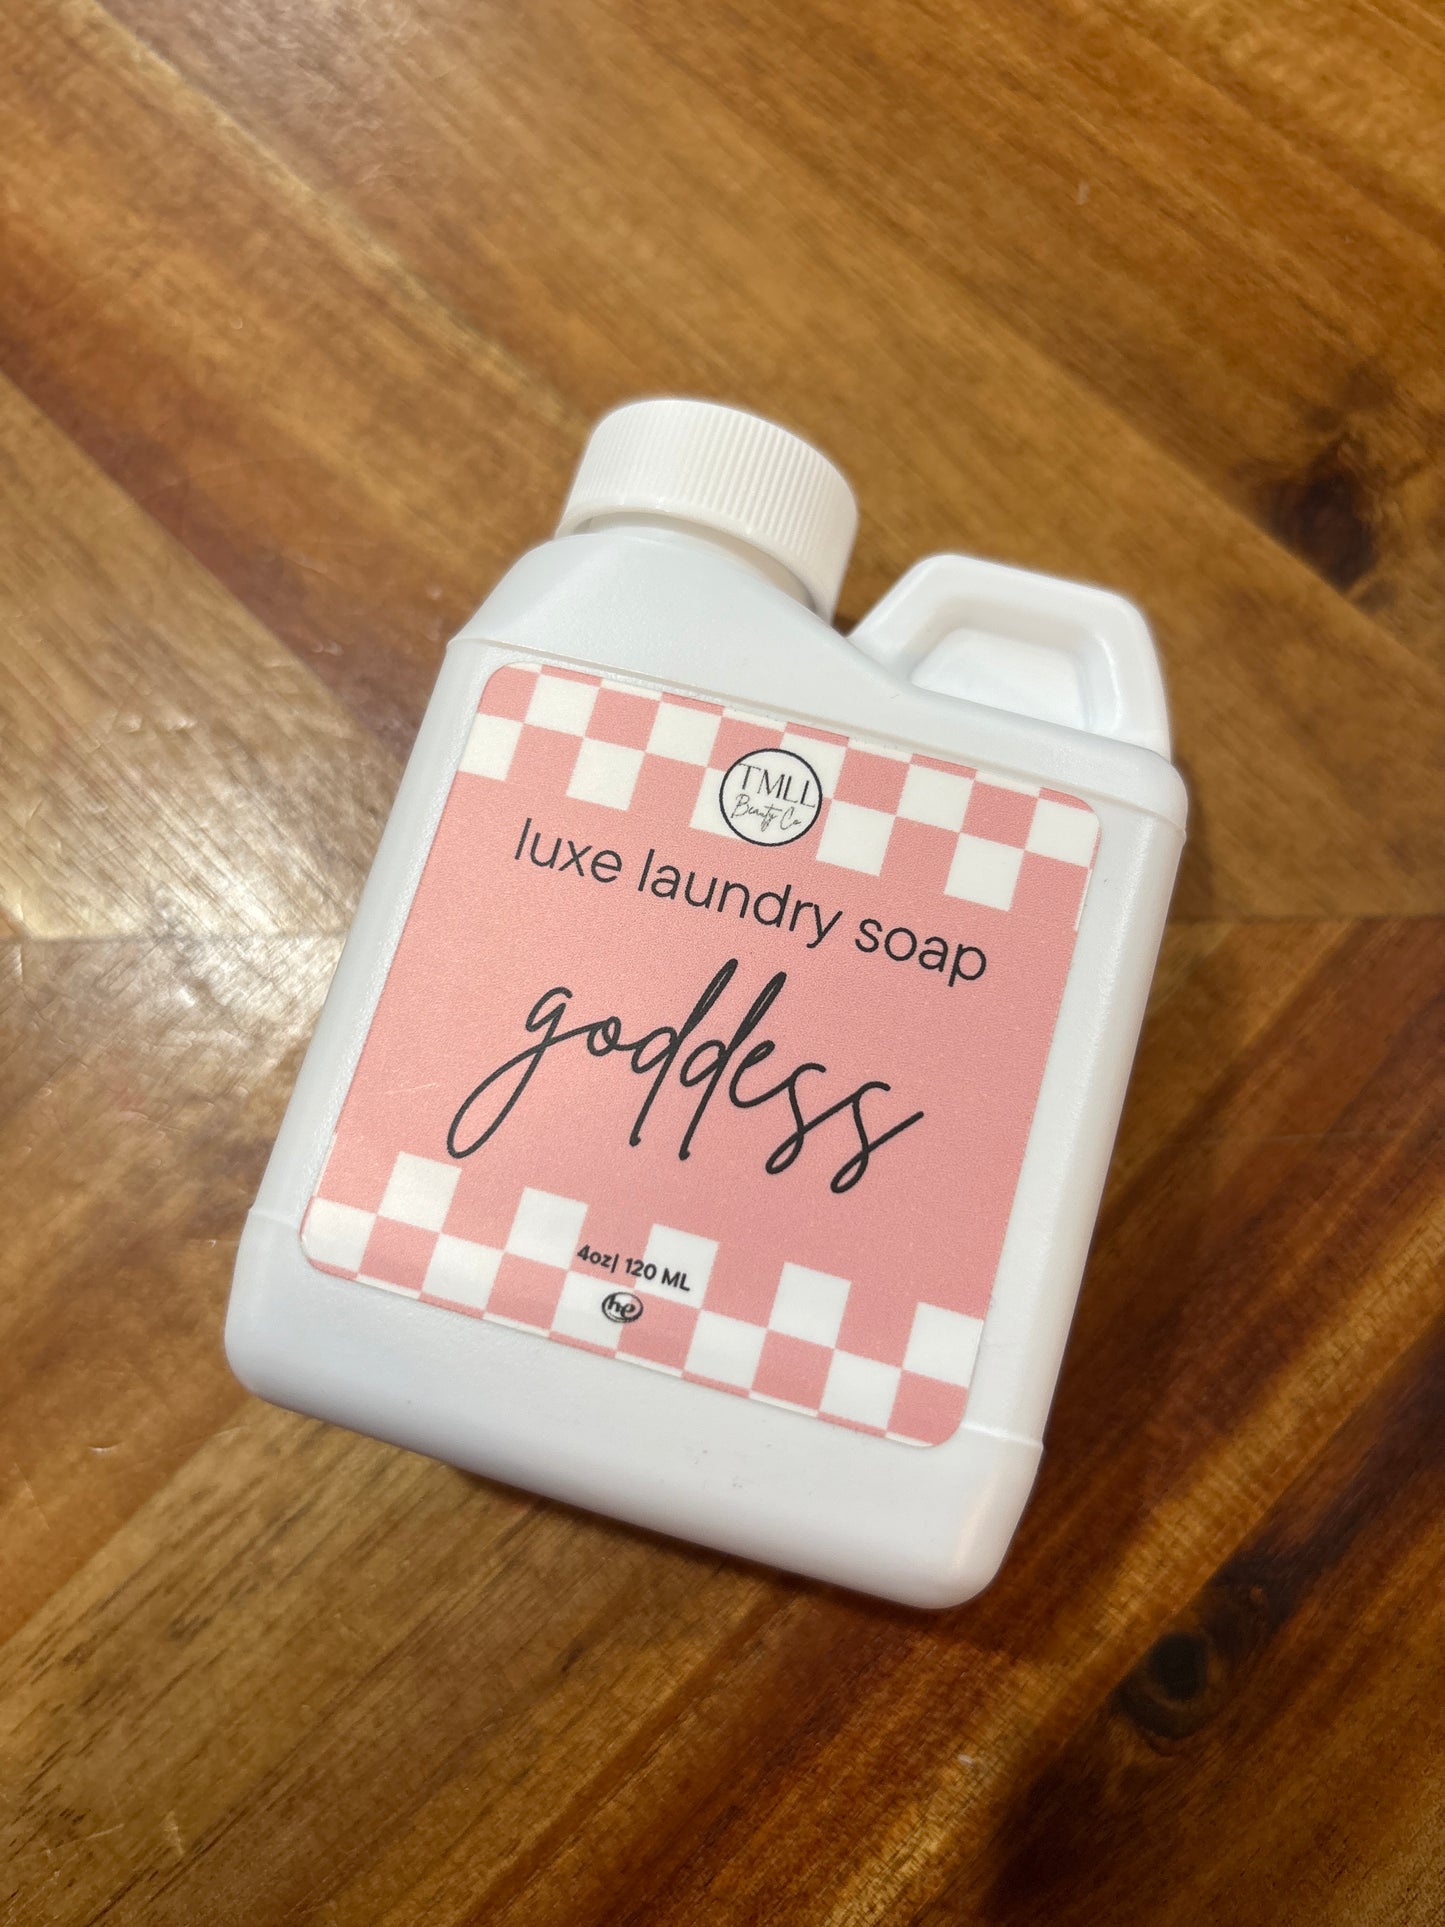 TMLL
Beauty Co
luxe laundry soap
goddess
4oz| 120 ML
he